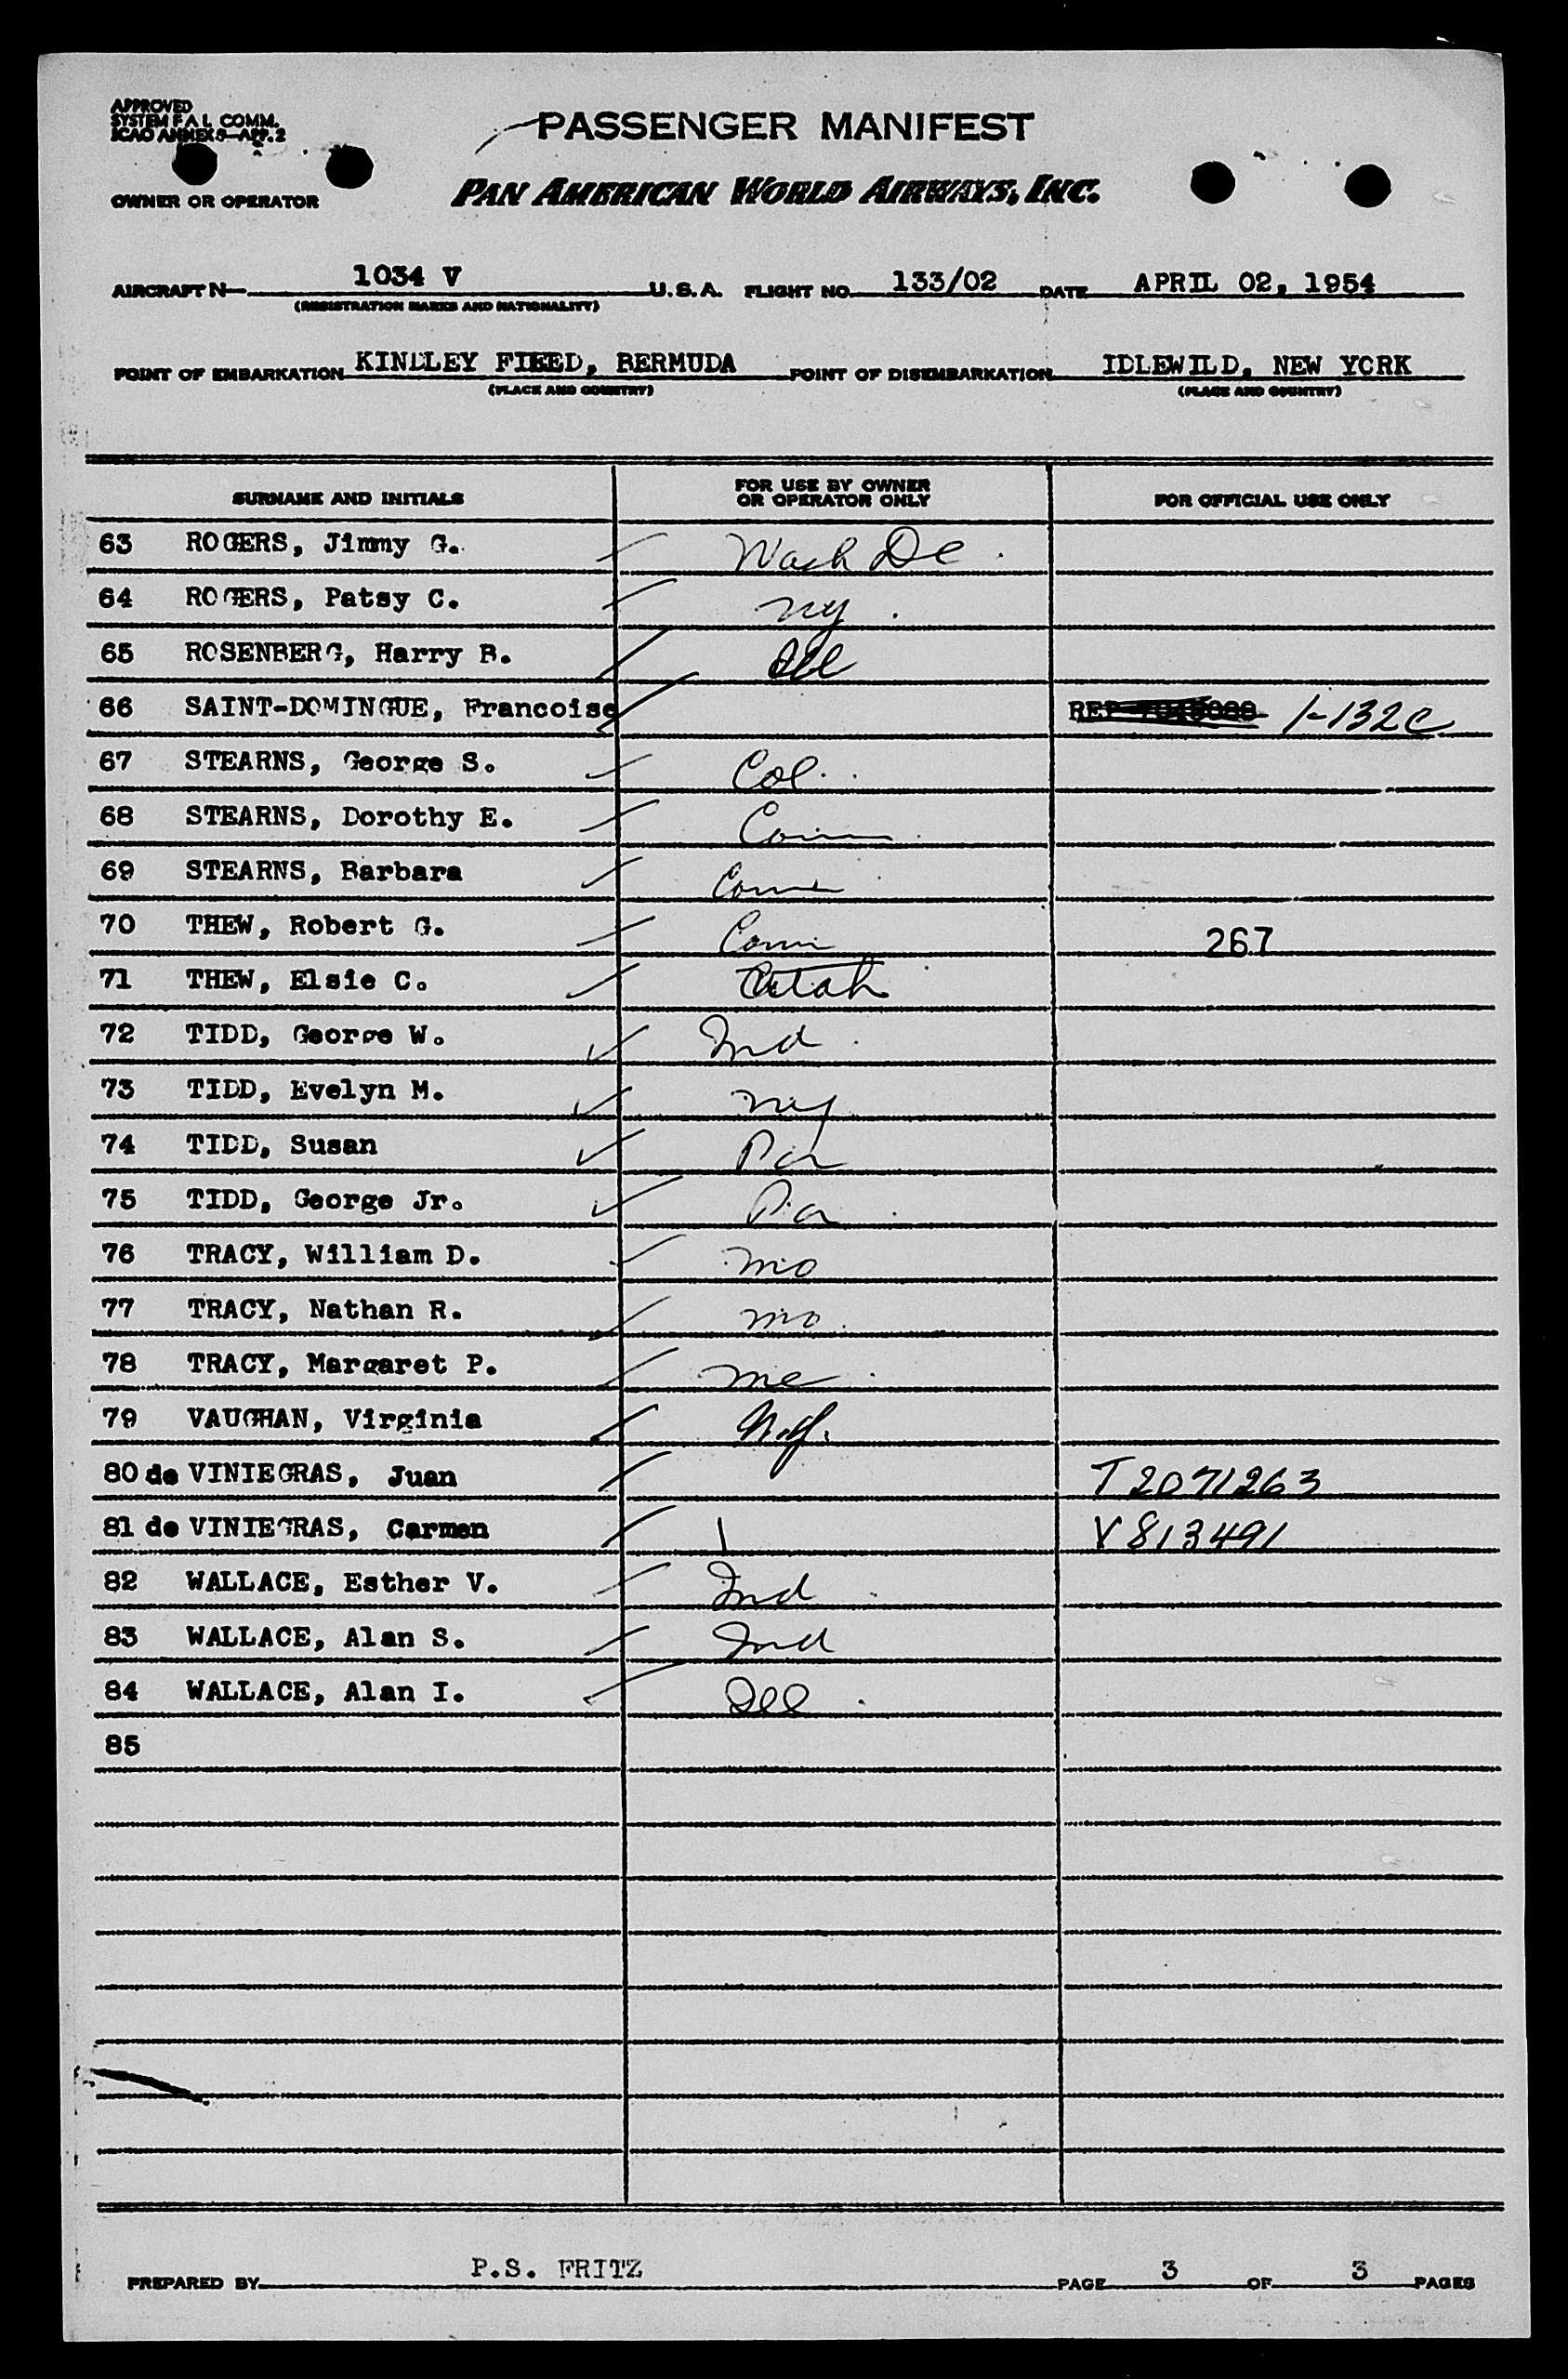 APPROVED
SYSTEM F A L COMM.
ICAO ANNEX 9—APP. 2
PASSENGER MANIFEST
OWNER OR OPERATOR PAN AMERICAN WORLD AIRWAYS, INC.
AIRCRAFT N— 1034 V U.S.A. FLIGHT NO. 133/02 DATE APRIL 02, 1954
(REGISTRATION MARKS AND NATIONALITY)
POINT OF EMBARKATION KINDLEY FIEED, BERMUDA POINT OF DISEMBARKATION IDLEWILD, NEW YORK
(PLACE AND COUNTRY) (PLACE AND COUNTRY)
SURNAME AND INITIALS FOR USE BY OWNER OR OPERATOR ONLY FOR OFFICIAL USE ONLY
63 ROGERS, Jimmy G. Wash DC
64 ROGERS, Patsy C. NY
65 ROSENBERG, Harry B. Ill
66 SAINT-DOMINGUE, Francoise REP 1-132C
67 STEARNS, George S. Col.
68 STEARNS, Dorothy E. Conn
69 STEARNS, Barbara Conn
70 THEW, Robert G. Conn 267
71 THEW, Elsie C. Utah
72 TIDD, George W. Ind
73 TIDD, Evelyn M. NY
74 TIDD, Susan Pa
75 TIDD, George Jr. Pa
76 TRACY, William D. Mo
77 TRACY, Nathan R. Mo.
78 TRACY, Margaret P. Me
79 VAUGHAN, Virginia N.Y.
80 de VINIEGRAS, Juan T2071263
81 de VINIEGRAS, Carmen V813491
82 WALLACE, Esther V. Ind
83 WALLACE, Alan S. Ind
84 WALLACE, Alan I. Ill
85
PREPARED BY P.S. FRITZ PAGE 3 OF 3 PAGES